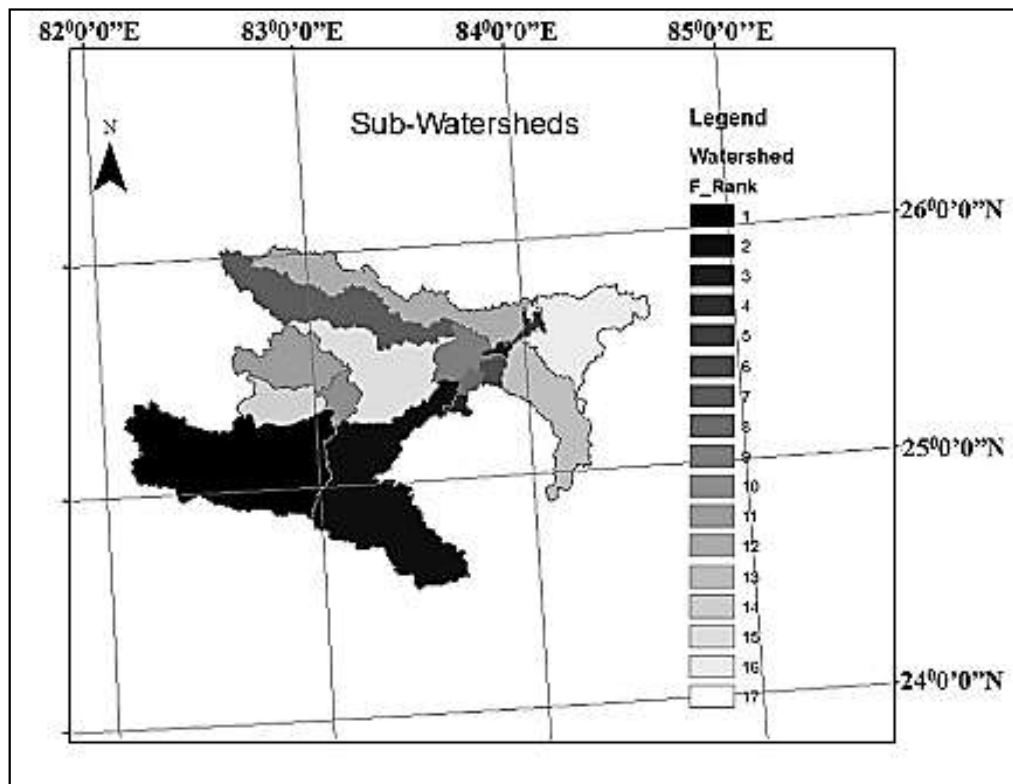 82⁰0'0’’E 83⁰0'0’’E 84⁰0'0’’E 85⁰0'0’’E
Sub-Watersheds
N
Legend
Watershed
F_Rank
1
2
3
4
5
6
7
8
9
10
11
12
13
14
15
16
17
26⁰0’0’’N
25⁰0’0’’N
24⁰0’0’’N